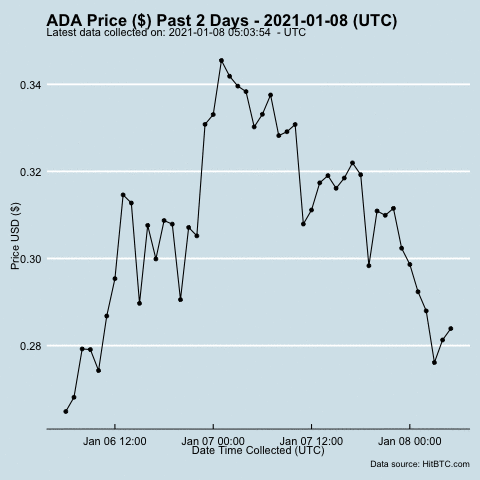 ADA Price ($) Past 2 Days - 2021-01-08 (UTC)
Latest data collected on: 2021-01-08 05:03:54 - UTC
Price USD ($)
0.34
0.32
0.30
0.28
Jan 06 12:00 Jan 07 00:00 Jan 07 12:00 Jan 08 00:00
Date Time Collected (UTC)
Data source: HitBTC.com